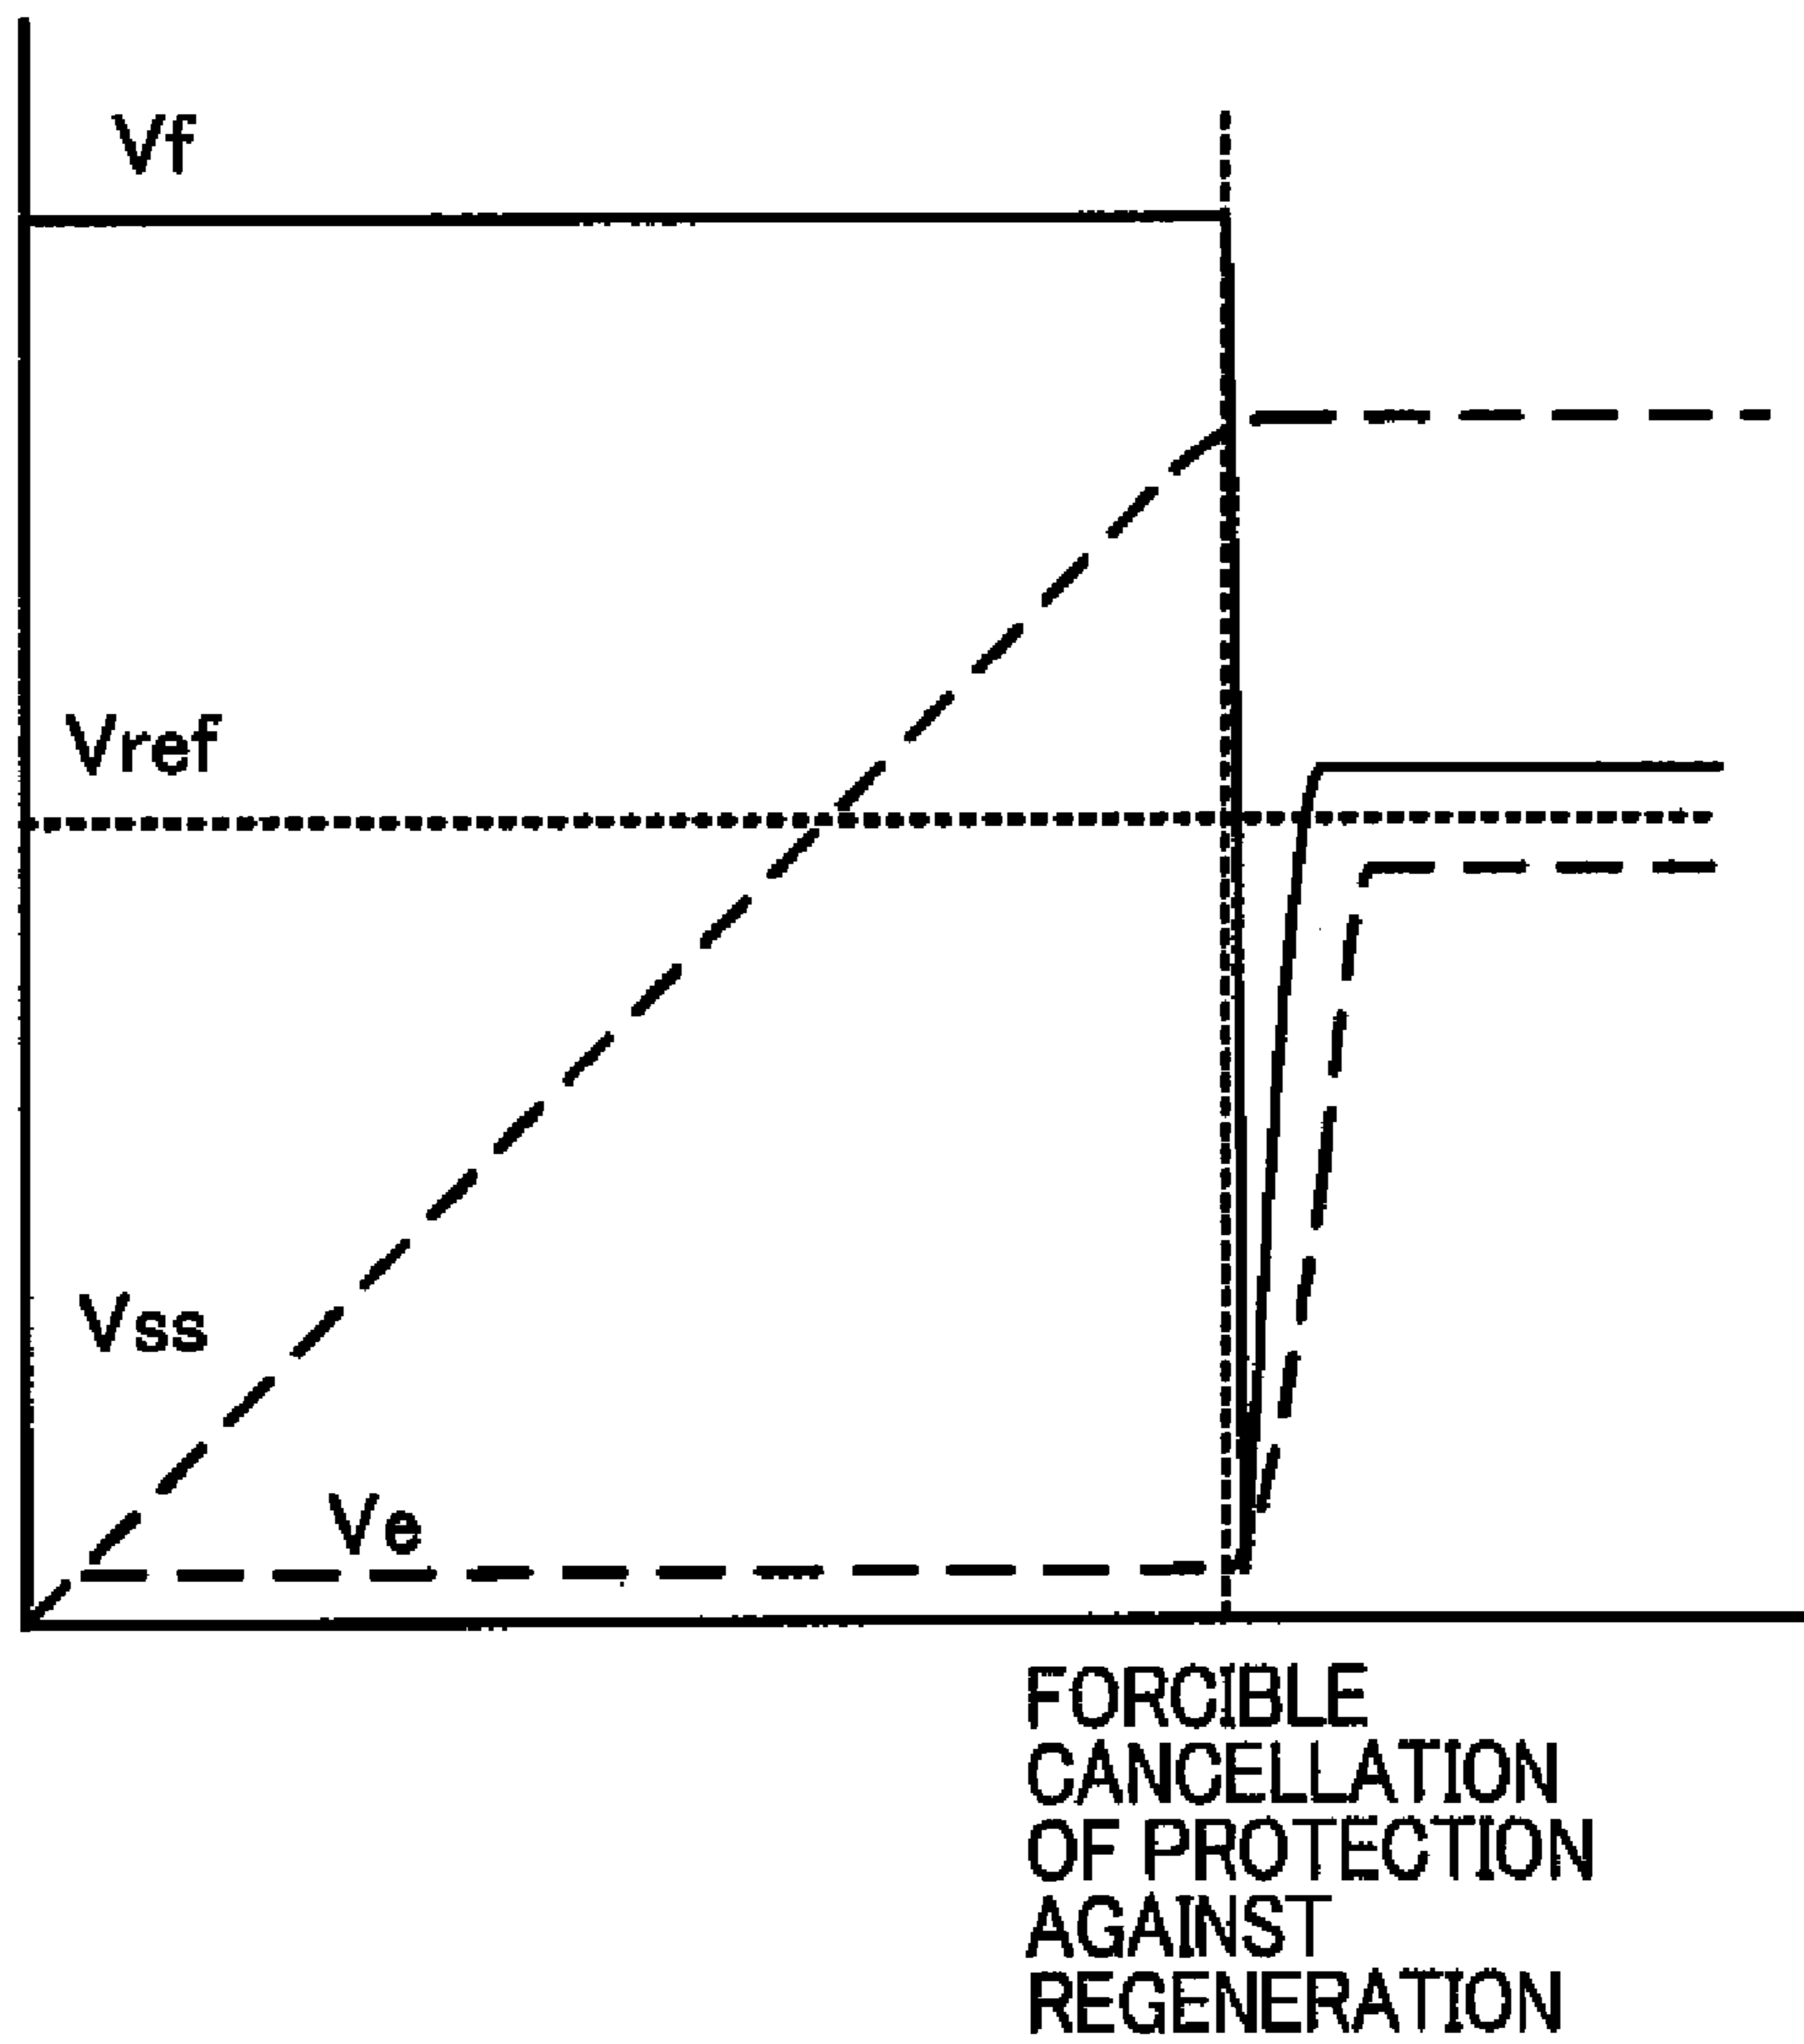 Vf
Vref
Vss
Ve
FORCIBLE
CANCELLATION
OF PROTECTION
AGAINST
REGENERATION